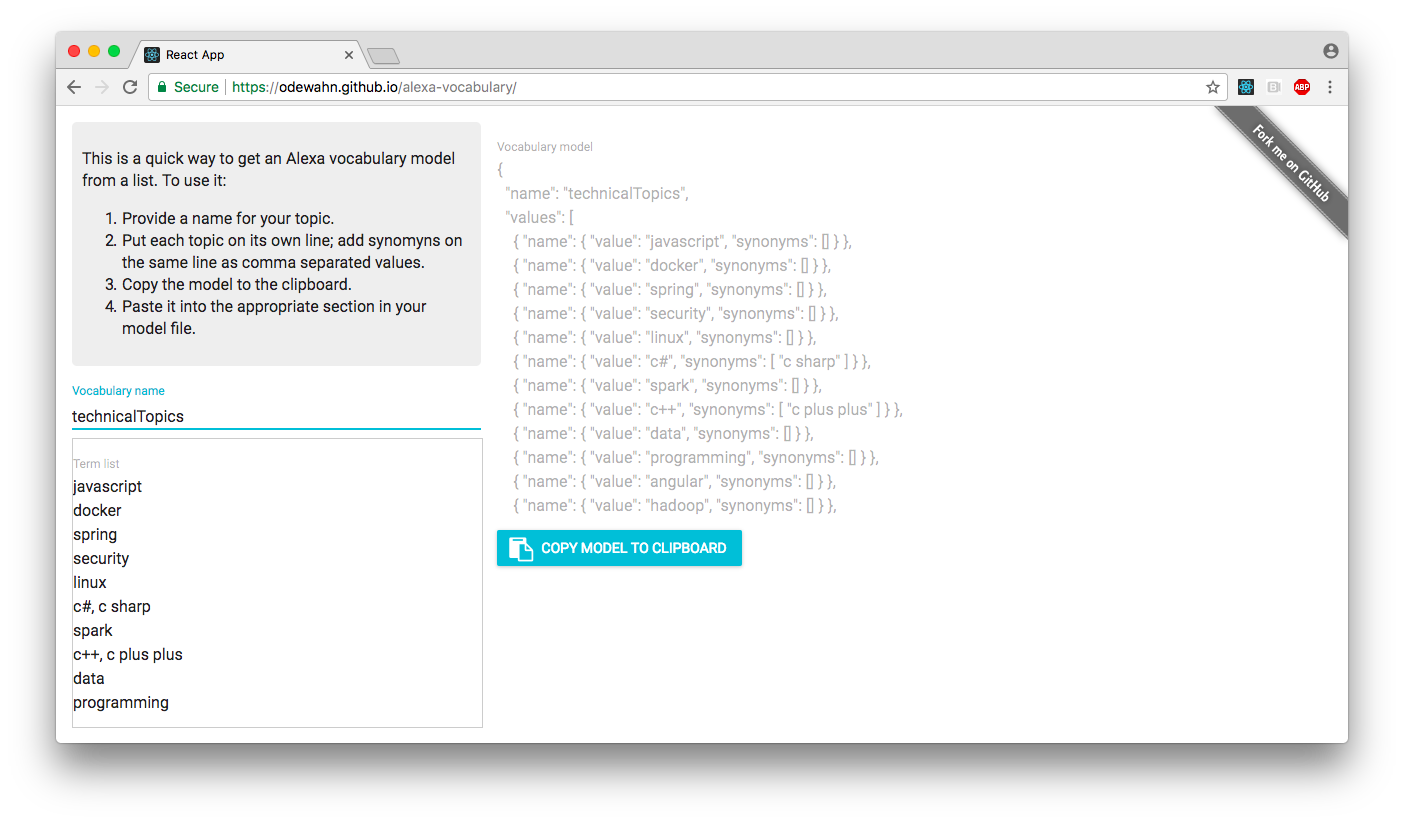 React App
Secure https://odewahn.github.io/alexa-vocabulary/
ABP
Fork me on GitHub
This is a quick way to get an Alexa vocabulary model
from a list. To use it:
1. Provide a name for your topic.
2. Put each topic on its own line; add synomyns on
the same line as comma separated values.
3. Copy the model to the clipboard.
4. Paste it into the appropriate section in your
model file.
Vocabulary name
technicalTopics
Term list
javascript
docker
spring
security
linux
c#, c sharp
spark
c++, c plus plus
data
programming
Vocabulary model
{
"name": "technicalTopics",
"values": [
{ "name": { "value": "javascript", "synonyms": [] } },
{ "name": { "value": "docker", "synonyms": [] } },
{ "name": { "value": "spring", "synonyms": [] } },
{ "name": { "value": "security", "synonyms": [] } },
{ "name": { "value": "linux", "synonyms": [] } },
{ "name": { "value": "c#", "synonyms": [ "c sharp" ] } },
{ "name": { "value": "spark", "synonyms": [] } },
{ "name": { "value": "c++", "synonyms": [ "c plus plus" ] } },
{ "name": { "value": "data", "synonyms": [] } },
{ "name": { "value": "programming", "synonyms": [] } },
{ "name": { "value": "angular", "synonyms": [] } },
{ "name": { "value": "hadoop", "synonyms": [] } },
COPY MODEL TO CLIPBOARD